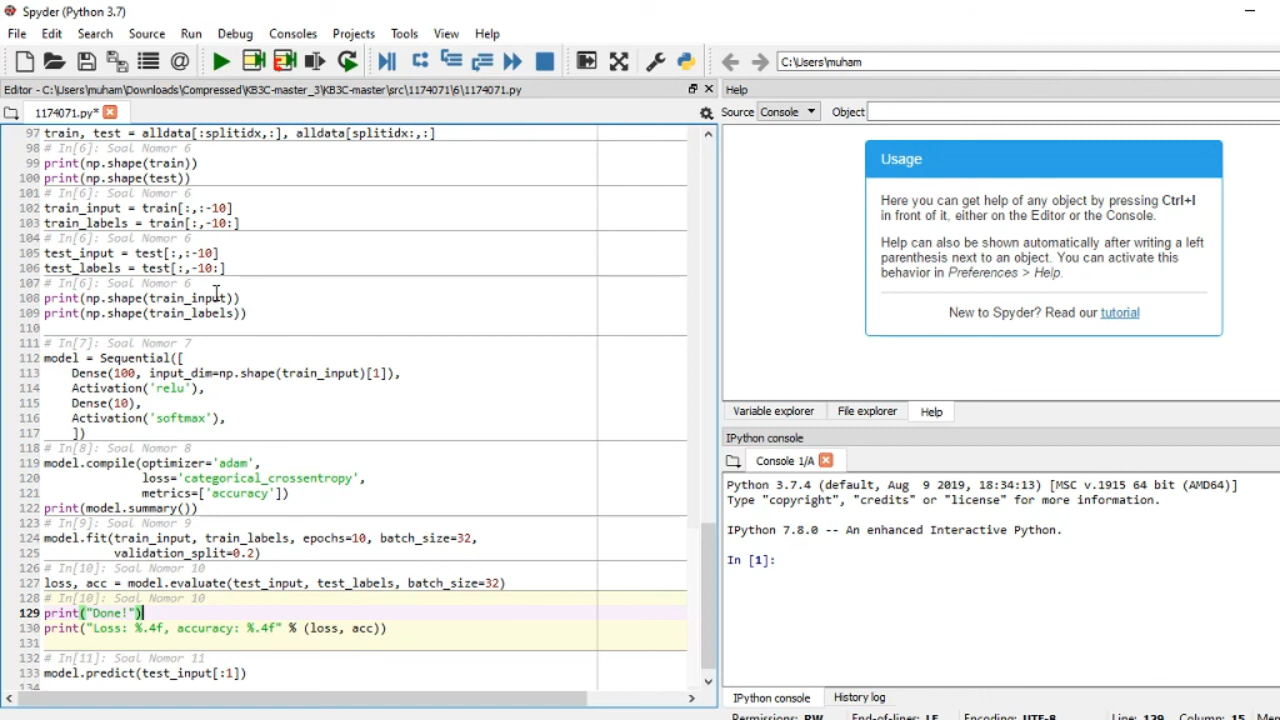 Spyder (Python 3.7)
File Edit Search Source Run Debug Consoles Projects Tools View Help
C:\Users\muham
Editor - C:\Users\muham\Downloads\Compressed\KB3C-master_3\KB3C-master\src\1174071\6\1174071.py
1174071.py*
97 train, test = alldata[:splitidx,:], alldata[splitidx:,:]
98 # In[6]: Soal Nomor 6
99 print(np.shape(train))
100 print(np.shape(test))
101 # In[6]: Soal Nomor 6
102 train_input = train[:,:-10]
103 train_labels = train[:,-10:]
104 # In[6]: Soal Nomor 6
105 test_input = test[:,:-10]
106 test_labels = test[:,-10:]
107 # In[6]: Soal Nomor 6
108 print(np.shape(train_input))
109 print(np.shape(train_labels))
110
111 # In[7]: Soal Nomor 7
112 model = Sequential([
113 Dense(100, input_dim=np.shape(train_input)[1]),
114 Activation('relu'),
115 Dense(10),
116 Activation('softmax'),
117 ])
118 # In[8]: Soal Nomor 8
119 model.compile(optimizer='adam',
120 loss='categorical_crossentropy',
121 metrics=['accuracy'])
122 print(model.summary())
123 # In[9]: Soal Nomor 9
124 model.fit(train_input, train_labels, epochs=10, batch_size=32,
125 validation_split=0.2)
126 # In[10]: Soal Nomor 10
127 loss, acc = model.evaluate(test_input, test_labels, batch_size=32)
128 # In[10]: Soal Nomor 10
129 print("Done!")
130 print("Loss: %.4f, accuracy: %.4f" % (loss, acc))
131
132 # In[11]: Soal Nomor 11
133 model.predict(test_input[:1])
134
Help
Source Console Object
Usage
Here you can get help of any object by pressing Ctrl+I
in front of it, either on the Editor or the Console.
Help can also be shown automatically after writing a left
parenthesis next to an object. You can activate this
behavior in Preferences > Help.
New to Spyder? Read our tutorial
Variable explorer File explorer Help
IPython console
Console 1/A
Python 3.7.4 (default, Aug 9 2019, 18:34:13) [MSC v.1915 64 bit (AMD64)]
Type "copyright", "credits" or "license" for more information.
IPython 7.8.0 -- An enhanced Interactive Python.
In [1]:
IPython console History log
Permissions: RW End-of-lines: LF Encoding: UTF-8 Line: 129 Column: 15